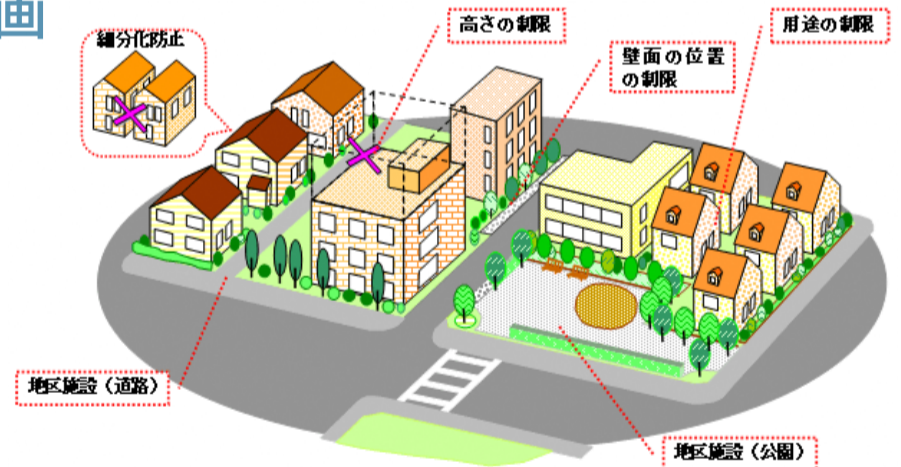 画
細分化防止
高さの制限
壁面の位置
の制限
用途の制限
地区施設（道路）
地区施設（公園）